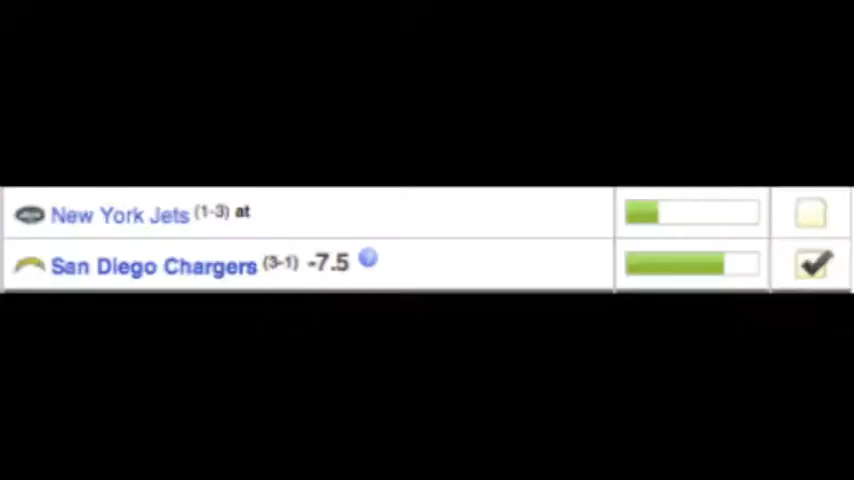 New York Jets (1-3) at
San Diego Chargers (3-1) -7.5